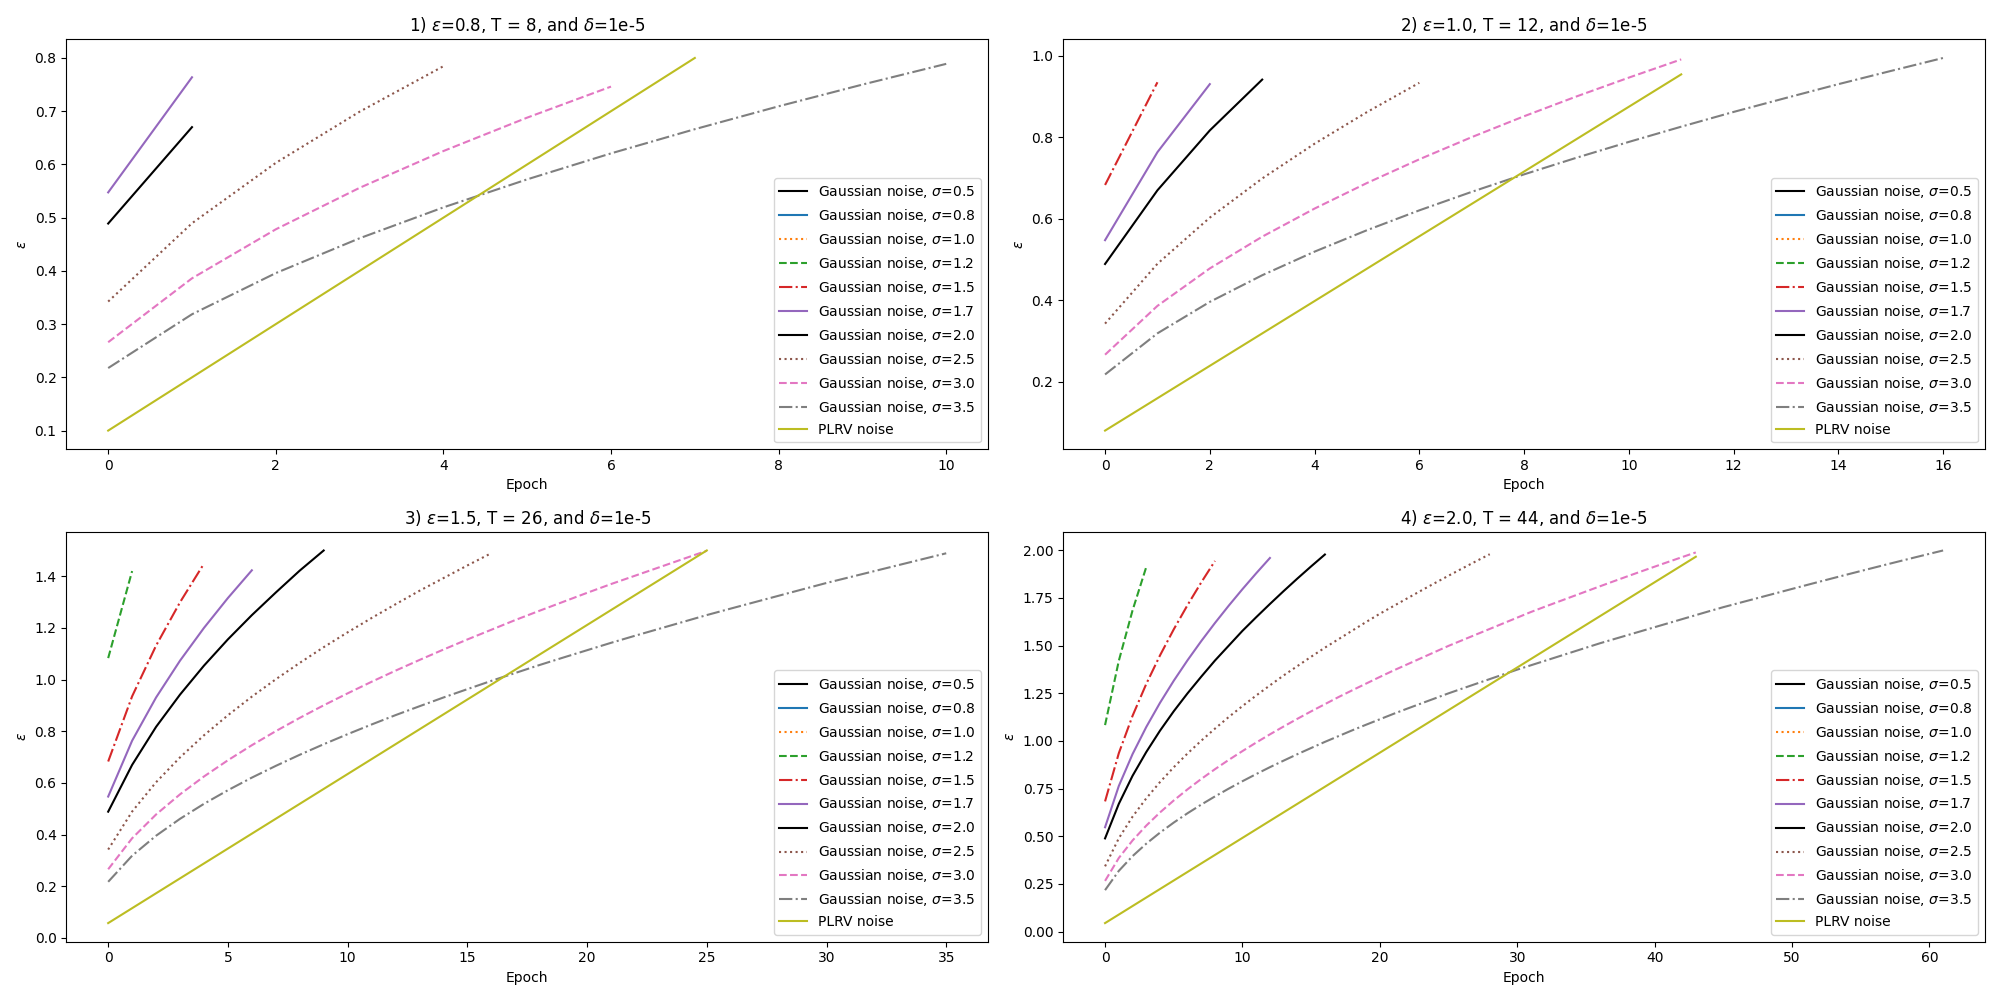 1) ε=0.8, T = 8, and δ=1e-5
0.8
0.7
0.6
0.5
0.4
0.3
0.2
0.1
ε
0 2 4 6 8 10
Epoch
Gaussian noise, σ=0.5
Gaussian noise, σ=0.8
Gaussian noise, σ=1.0
Gaussian noise, σ=1.2
Gaussian noise, σ=1.5
Gaussian noise, σ=1.7
Gaussian noise, σ=2.0
Gaussian noise, σ=2.5
Gaussian noise, σ=3.0
Gaussian noise, σ=3.5
PLRV noise
2) ε=1.0, T = 12, and δ=1e-5
1.0
0.8
0.6
0.4
0.2
ε
0 2 4 6 8 10 12 14 16
Epoch
Gaussian noise, σ=0.5
Gaussian noise, σ=0.8
Gaussian noise, σ=1.0
Gaussian noise, σ=1.2
Gaussian noise, σ=1.5
Gaussian noise, σ=1.7
Gaussian noise, σ=2.0
Gaussian noise, σ=2.5
Gaussian noise, σ=3.0
Gaussian noise, σ=3.5
PLRV noise
3) ε=1.5, T = 26, and δ=1e-5
1.4
1.2
1.0
0.8
0.6
0.4
0.2
0.0
ε
0 5 10 15 20 25 30 35
Epoch
Gaussian noise, σ=0.5
Gaussian noise, σ=0.8
Gaussian noise, σ=1.0
Gaussian noise, σ=1.2
Gaussian noise, σ=1.5
Gaussian noise, σ=1.7
Gaussian noise, σ=2.0
Gaussian noise, σ=2.5
Gaussian noise, σ=3.0
Gaussian noise, σ=3.5
PLRV noise
4) ε=2.0, T = 44, and δ=1e-5
2.00
1.75
1.50
1.25
1.00
0.75
0.50
0.25
0.00
ε
0 10 20 30 40 50 60
Epoch
Gaussian noise, σ=0.5
Gaussian noise, σ=0.8
Gaussian noise, σ=1.0
Gaussian noise, σ=1.2
Gaussian noise, σ=1.5
Gaussian noise, σ=1.7
Gaussian noise, σ=2.0
Gaussian noise, σ=2.5
Gaussian noise, σ=3.0
Gaussian noise, σ=3.5
PLRV noise